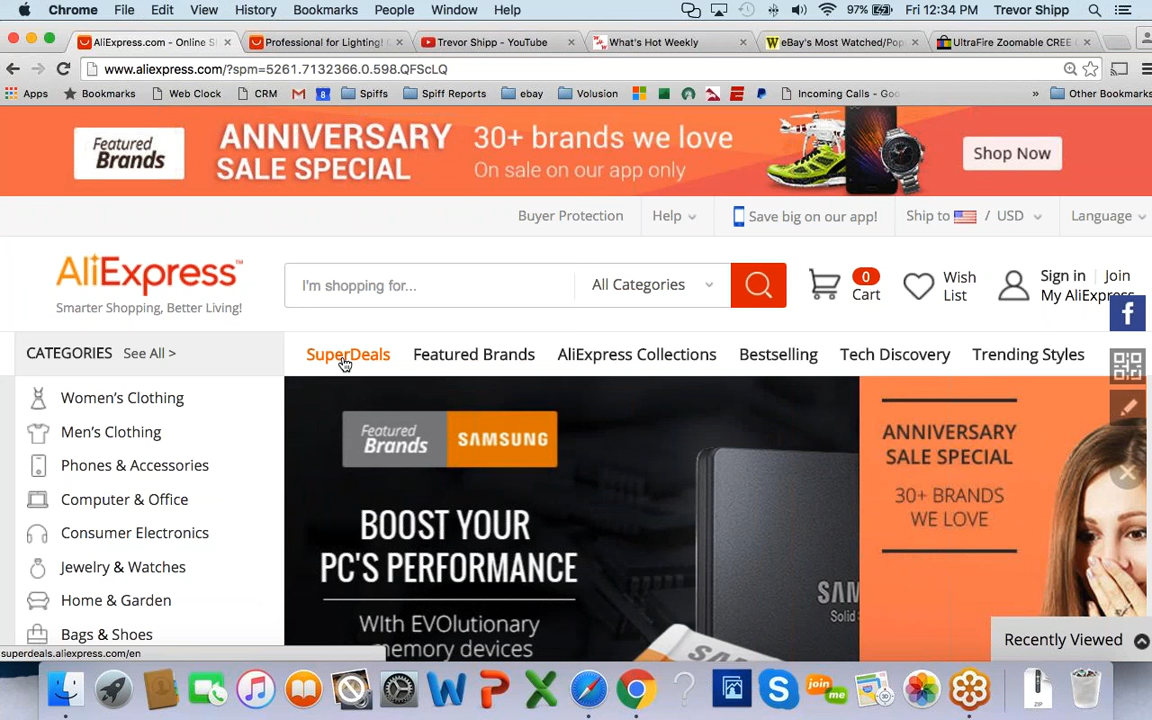 Chrome File Edit View History Bookmarks People Window Help 97% Fri 12:34 PM Trevor Shipp
AliExpress.com - Online S
Professional for Lighting!
Trevor Shipp - YouTube
What's Hot Weekly
eBay's Most Watched/Pop
UltraFire Zoomable CREE
www.aliexpress.com/?spm=5261.7132366.0.598.QFScLQ
Apps Bookmarks Web Clock CRM 8 Spiffs Spiff Reports ebay Volusion Incoming Calls - Goo » Other Bookmarks
Featured
Brands
ANNIVERSARY
SALE SPECIAL
30+ brands we love
On sale on our app only
Shop Now
Buyer Protection Help Save big on our app! Ship to / USD Language
AliExpress™
Smarter Shopping, Better Living!
I'm shopping for...
All Categories
0
Cart
Wish
List
Sign in | Join
My AliExpress
CATEGORIES See All >
SuperDeals Featured Brands AliExpress Collections Bestselling Tech Discovery Trending Styles
Women's Clothing
Men's Clothing
Phones & Accessories
Computer & Office
Consumer Electronics
Jewelry & Watches
Home & Garden
Bags & Shoes
Featured
Brands
SAMSUNG
BOOST YOUR
PC'S PERFORMANCE
WIth EVOlutionary
memory devices
SAM
Solid
SAM
ANNIVERSARY
SALE SPECIAL
30+ BRANDS
WE LOVE
Recently Viewed
superdeals.aliexpress.com/en
join
me
ZIP